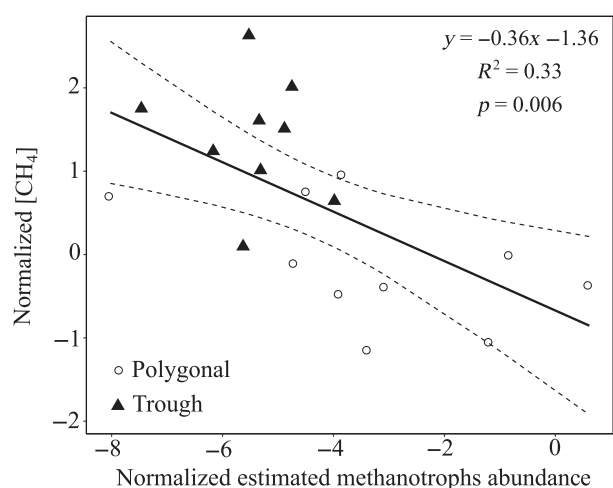 y = −0.36x −1.36
R² = 0.33
p = 0.006
2
1
0
−1
−2
Normalized [CH₄]
Polygonal
Trough
−8 −6 −4 −2 0
Normalized estimated methanotrophs abundance